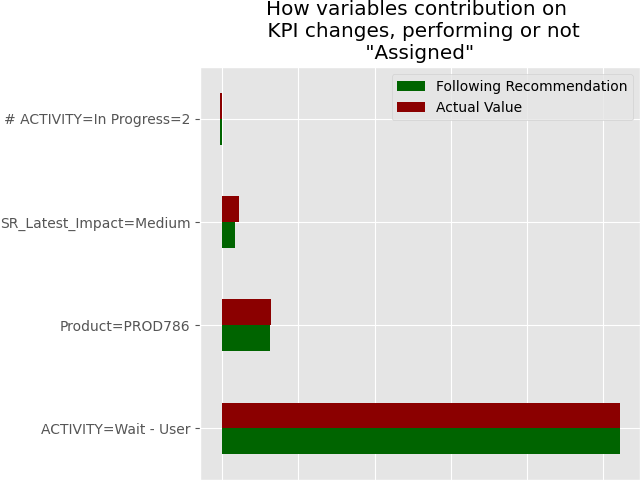 How variables contribution on
KPI changes, performing or not
"Assigned"
Following Recommendation
Actual Value
# ACTIVITY=In Progress=2
SR_Latest_Impact=Medium
Product=PROD786
ACTIVITY=Wait - User